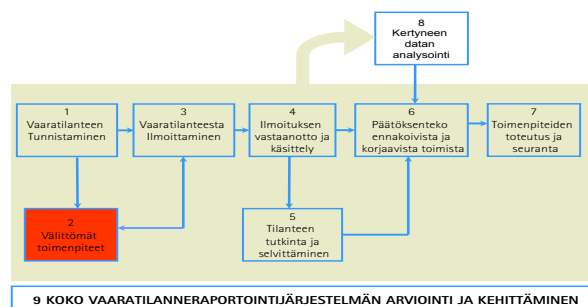 8
Kertyneen
datan
analysointi
1
Vaaratilanteen
Tunnistaminen
3
Vaaratilanteesta
Ilmoittaminen
4
Ilmoituksen
vastaanotto ja
käsittely
6
Päätöksenteko
ennakoivista ja
korjaavista toimista
7
Toimenpiteiden
toteutus ja
seuranta
2
Välittömät
toimenpiteet
5
Tilanteen
tutkinta ja
selvittäminen
9 KOKO VAARATILANNERAPORTOINTIJÄRJESTELMÄN ARVIOINTI JA KEHITTÄMINEN